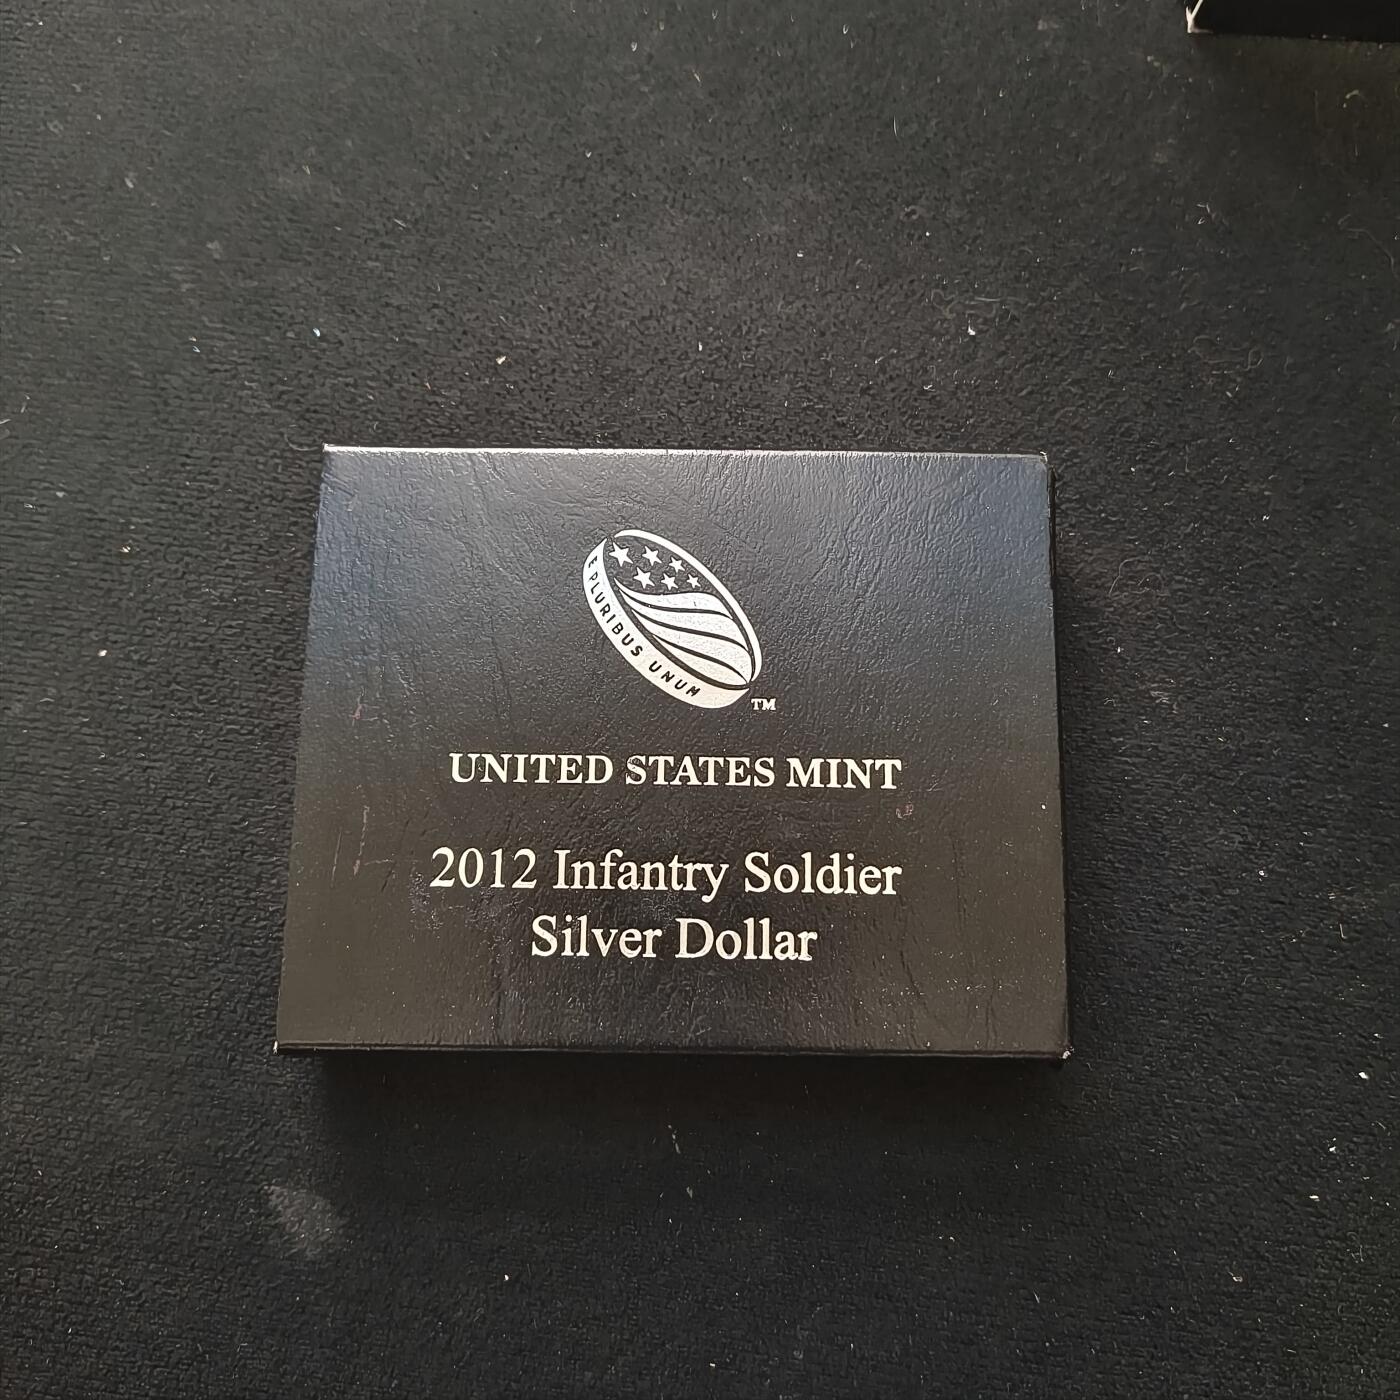 E PLURIBUS UNUM
TM
UNITED STATES MINT
2012 Infantry Soldier
Silver Dollar